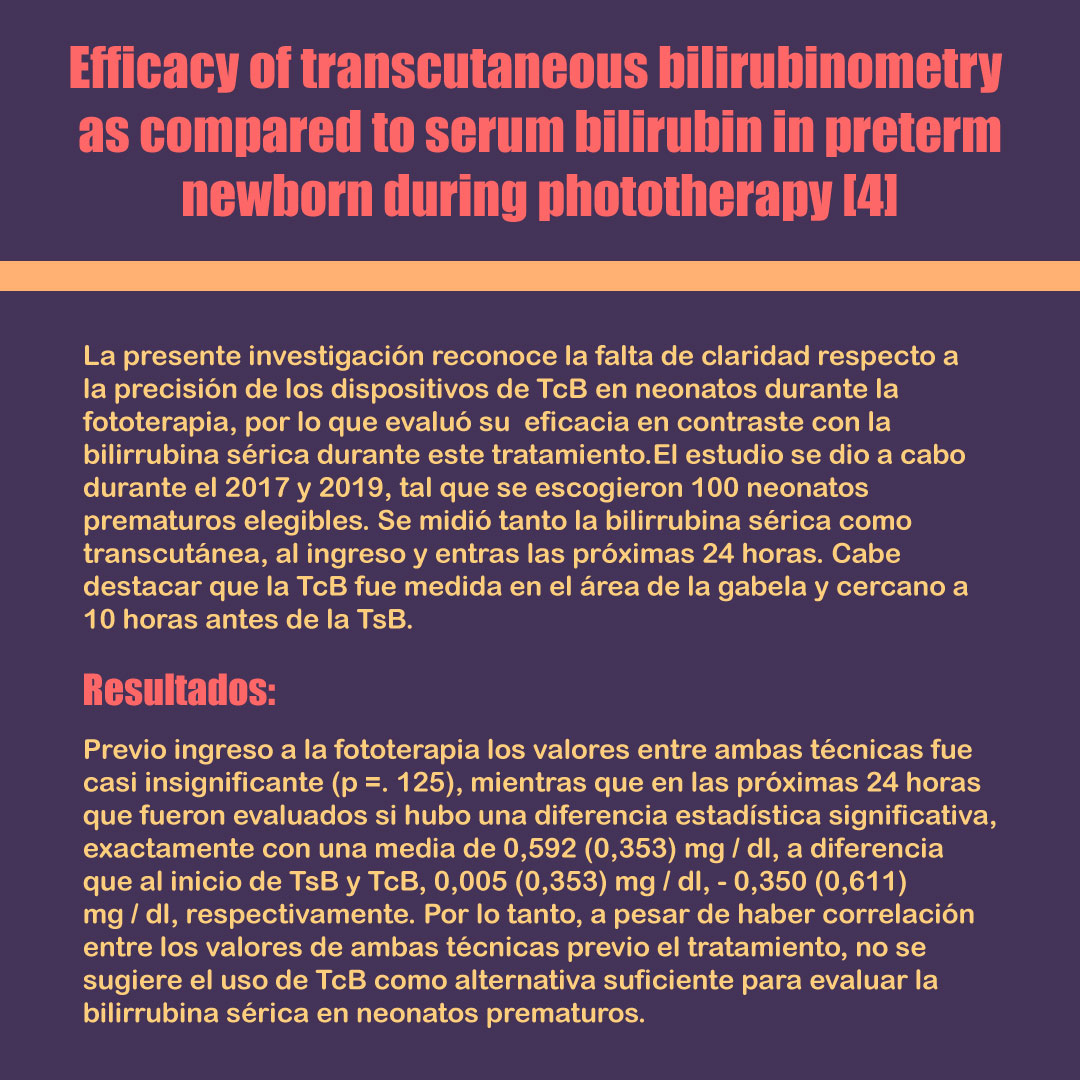 Efficacy of transcutaneous bilirubinometry
as compared to serum bilirubin in preterm
newborn during phototherapy [4]
La presente investigación reconoce la falta de claridad respecto a
la precisión de los dispositivos de TcB en neonatos durante la
fototerapia, por lo que evaluó su  eficacia en contraste con la
bilirrubina sérica durante este tratamiento.El estudio se dio a cabo
durante el 2017 y 2019, tal que se escogieron 100 neonatos
prematuros elegibles. Se midió tanto la bilirrubina sérica como
transcutánea, al ingreso y entras las próximas 24 horas. Cabe
destacar que la TcB fue medida en el área de la gabela y cercano a
10 horas antes de la TsB.
Resultados:
Previo ingreso a la fototerapia los valores entre ambas técnicas fue
casi insignificante (p =. 125), mientras que en las próximas 24 horas
que fueron evaluados si hubo una diferencia estadística significativa,
exactamente con una media de 0,592 (0,353) mg / dl, a diferencia
que al inicio de TsB y TcB, 0,005 (0,353) mg / dl, - 0,350 (0,611)
mg / dl, respectivamente. Por lo tanto, a pesar de haber correlación
entre los valores de ambas técnicas previo el tratamiento, no se
sugiere el uso de TcB como alternativa suficiente para evaluar la
bilirrubina sérica en neonatos prematuros.